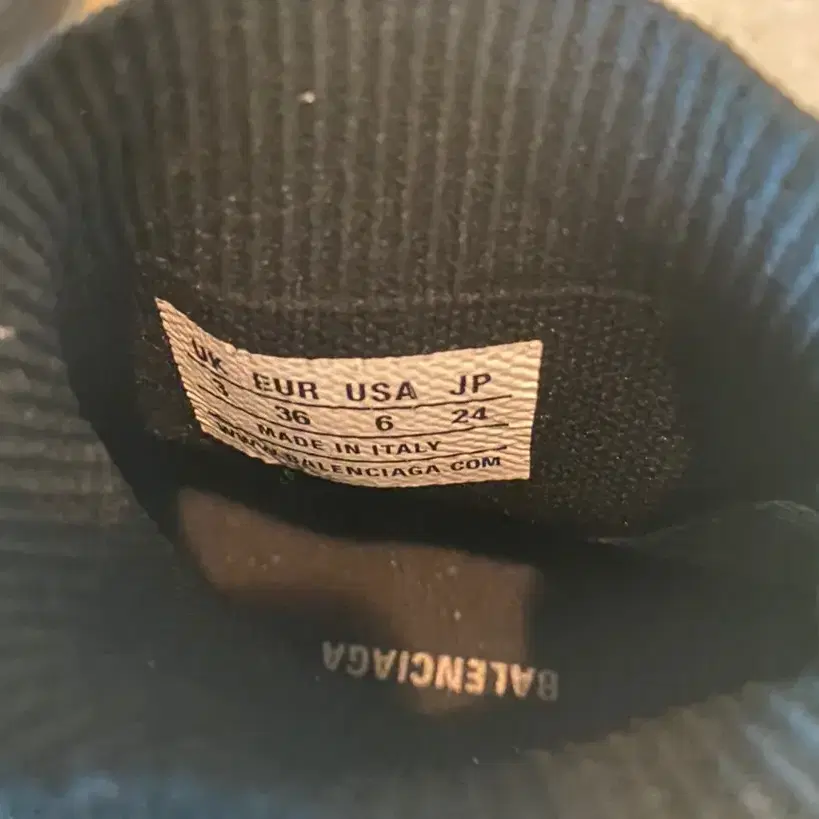 UK EUR USA JP
3 36 6 24
MADE IN ITALY
WWW.BALENCIAGA.COM
BALENCIAGA